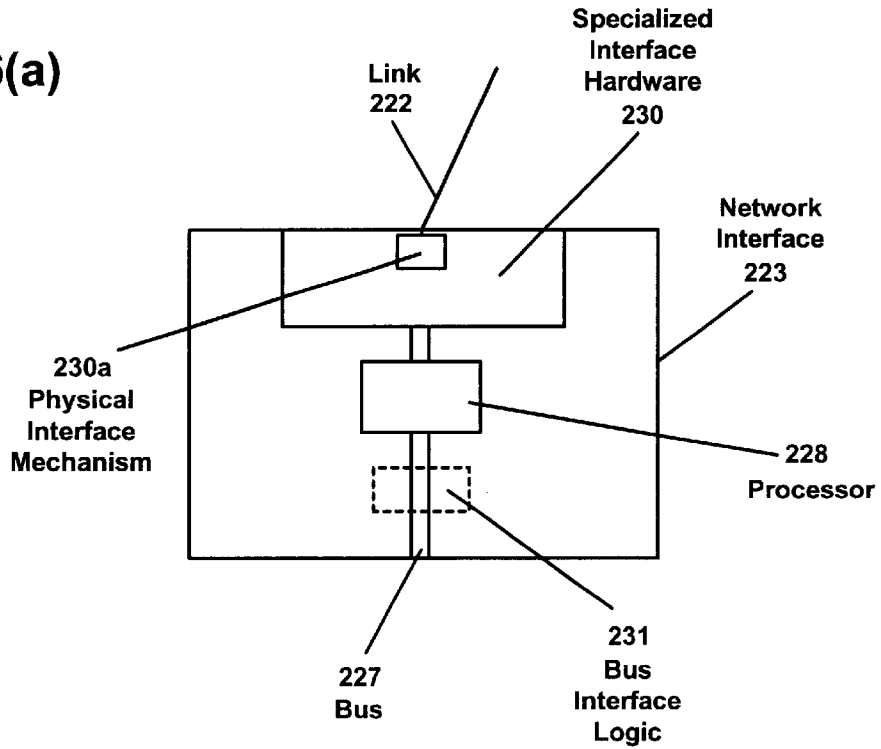 6(a)
Link
222
Specialized
Interface
Hardware
230
Network
Interface
223
230a
Physical
Interface
Mechanism
228
Processor
231
Bus
Interface
Logic
227
Bus